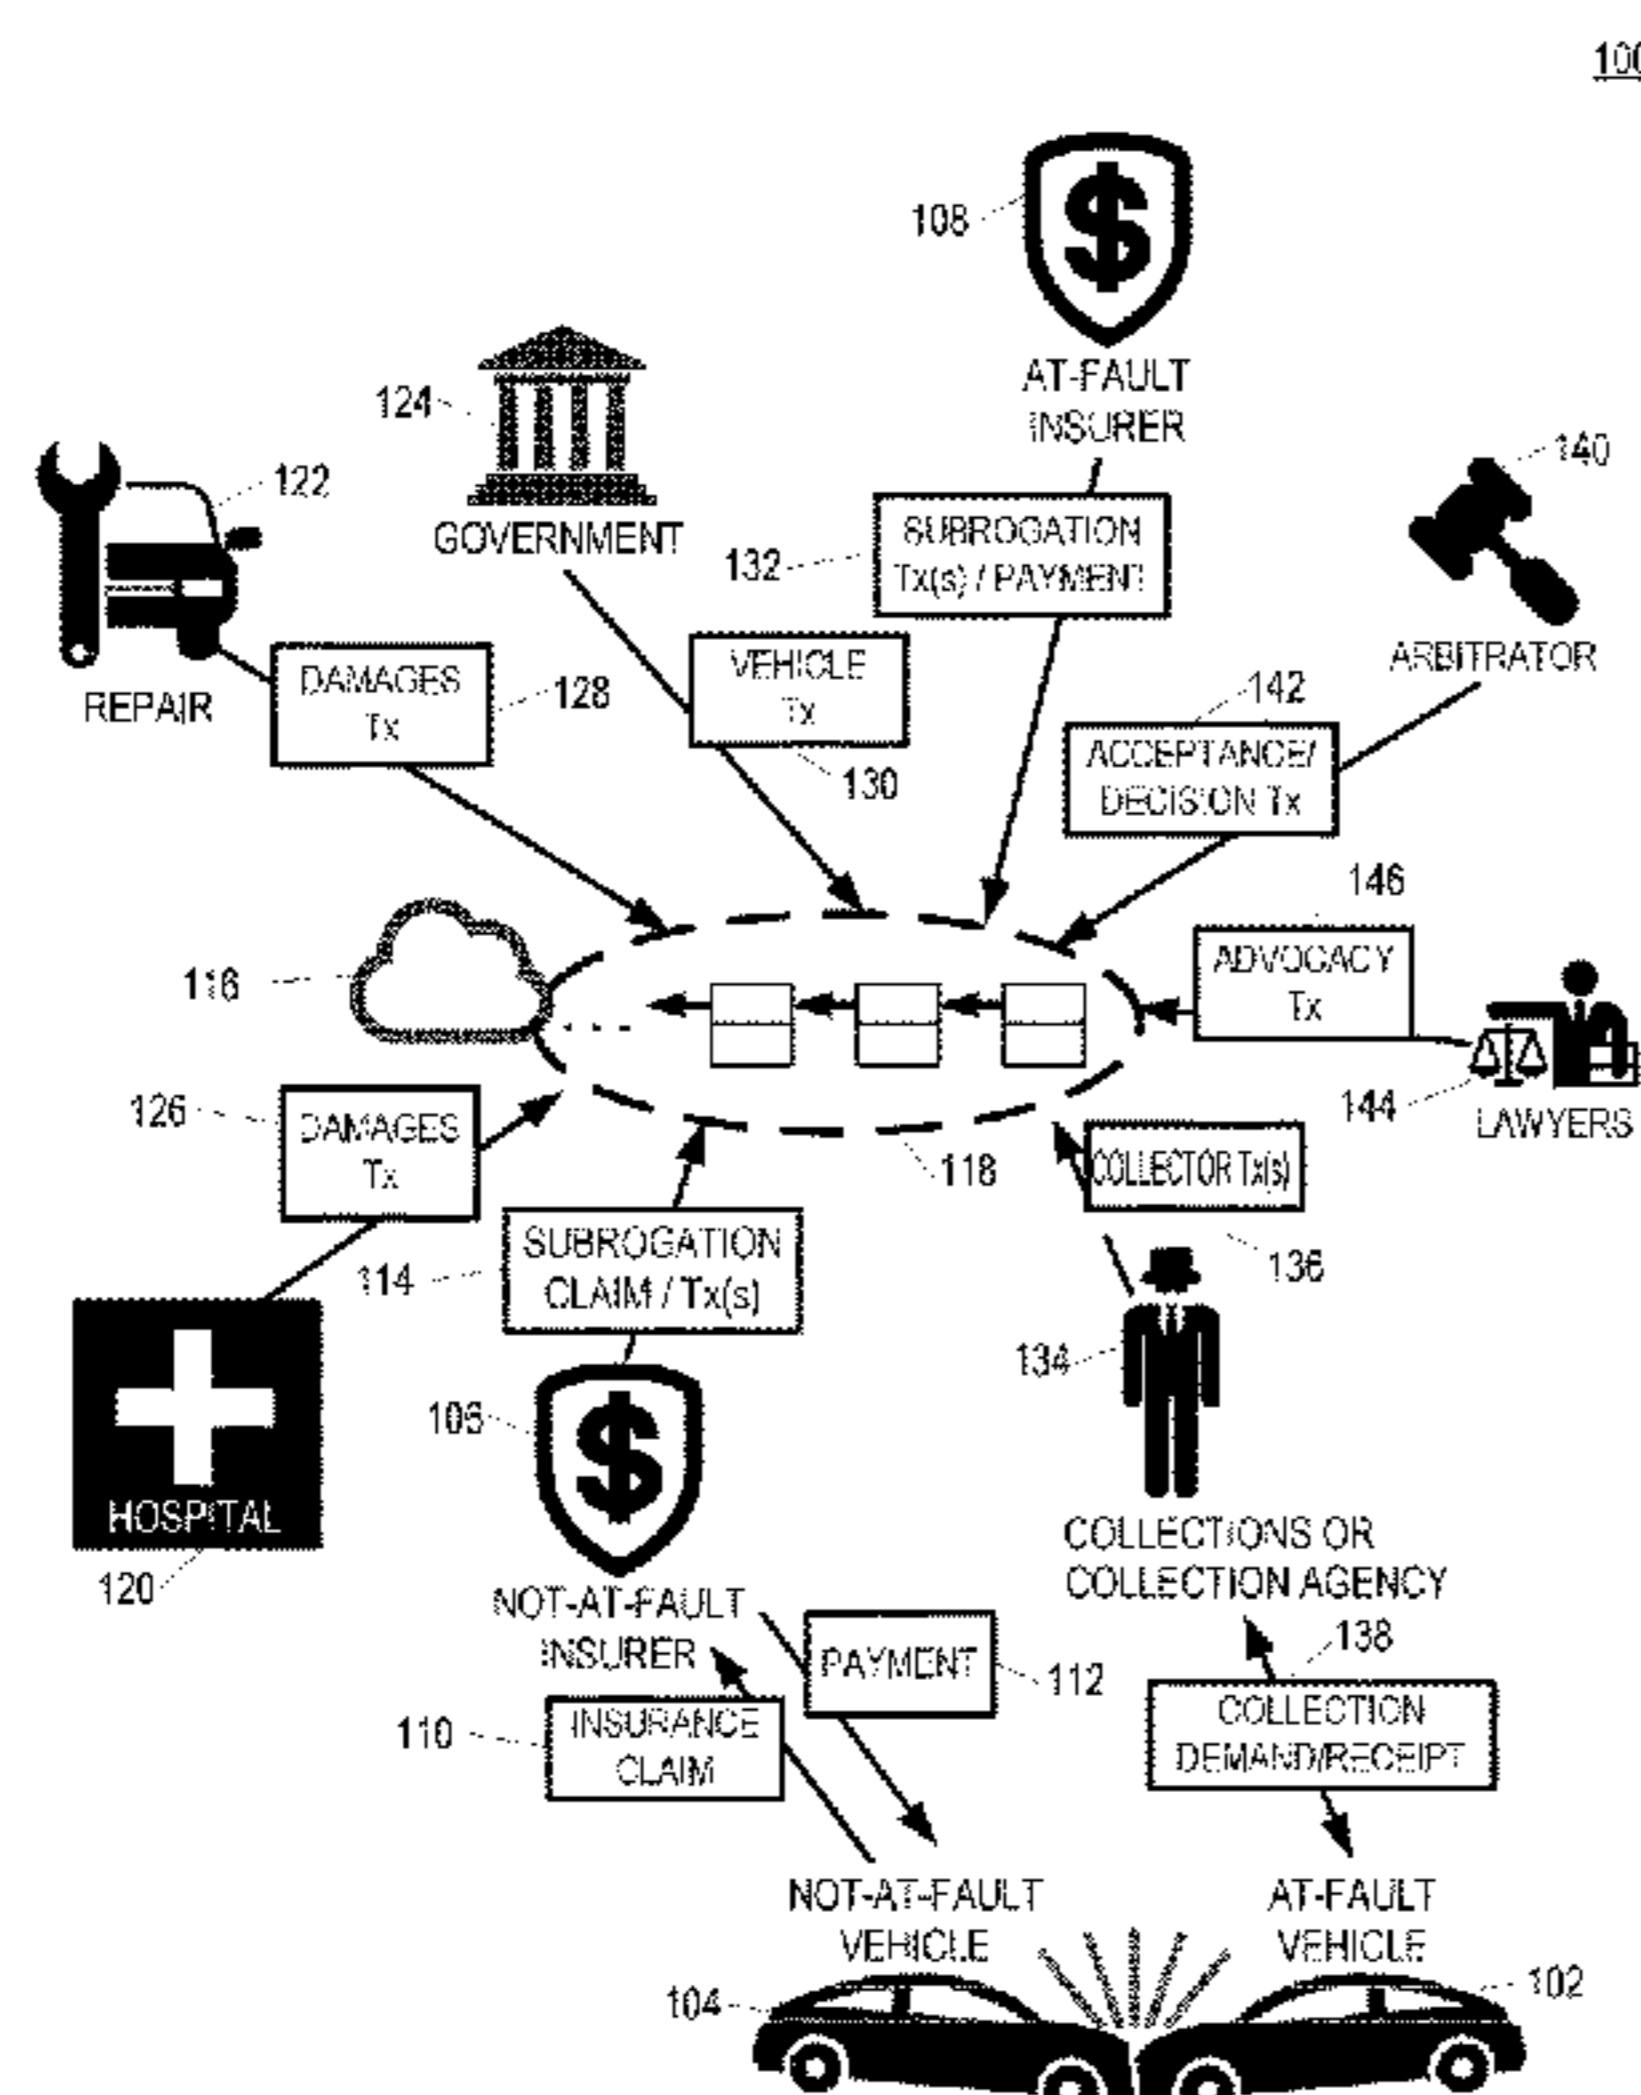 100
108
AT-FAULT
INSURER
124
GOVERNMENT
122
REPAIR
140
ARBITRATOR
SUBROGATION
Tx(s) / PAYMENT
132
DAMAGES
Tx
128
VEHICLE
Tx
130
142
ACCEPTANCE/
DECISION Tx
146
ADVOCACY
Tx
116
144
LAWYERS
126
DAMAGES
Tx
118
COLLECTOR Tx(s)
136
SUBROGATION
CLAIM / Tx(s)
114
134
106
HOSPITAL
120
COLLECTIONS OR
COLLECTION AGENCY
NOT-AT-FAULT
INSURER
PAYMENT
112
138
COLLECTION
DEMAND/RECEIPT
110
INSURANCE
CLAIM
NOT-AT-FAULT
VEHICLE
AT-FAULT
VEHICLE
104
102